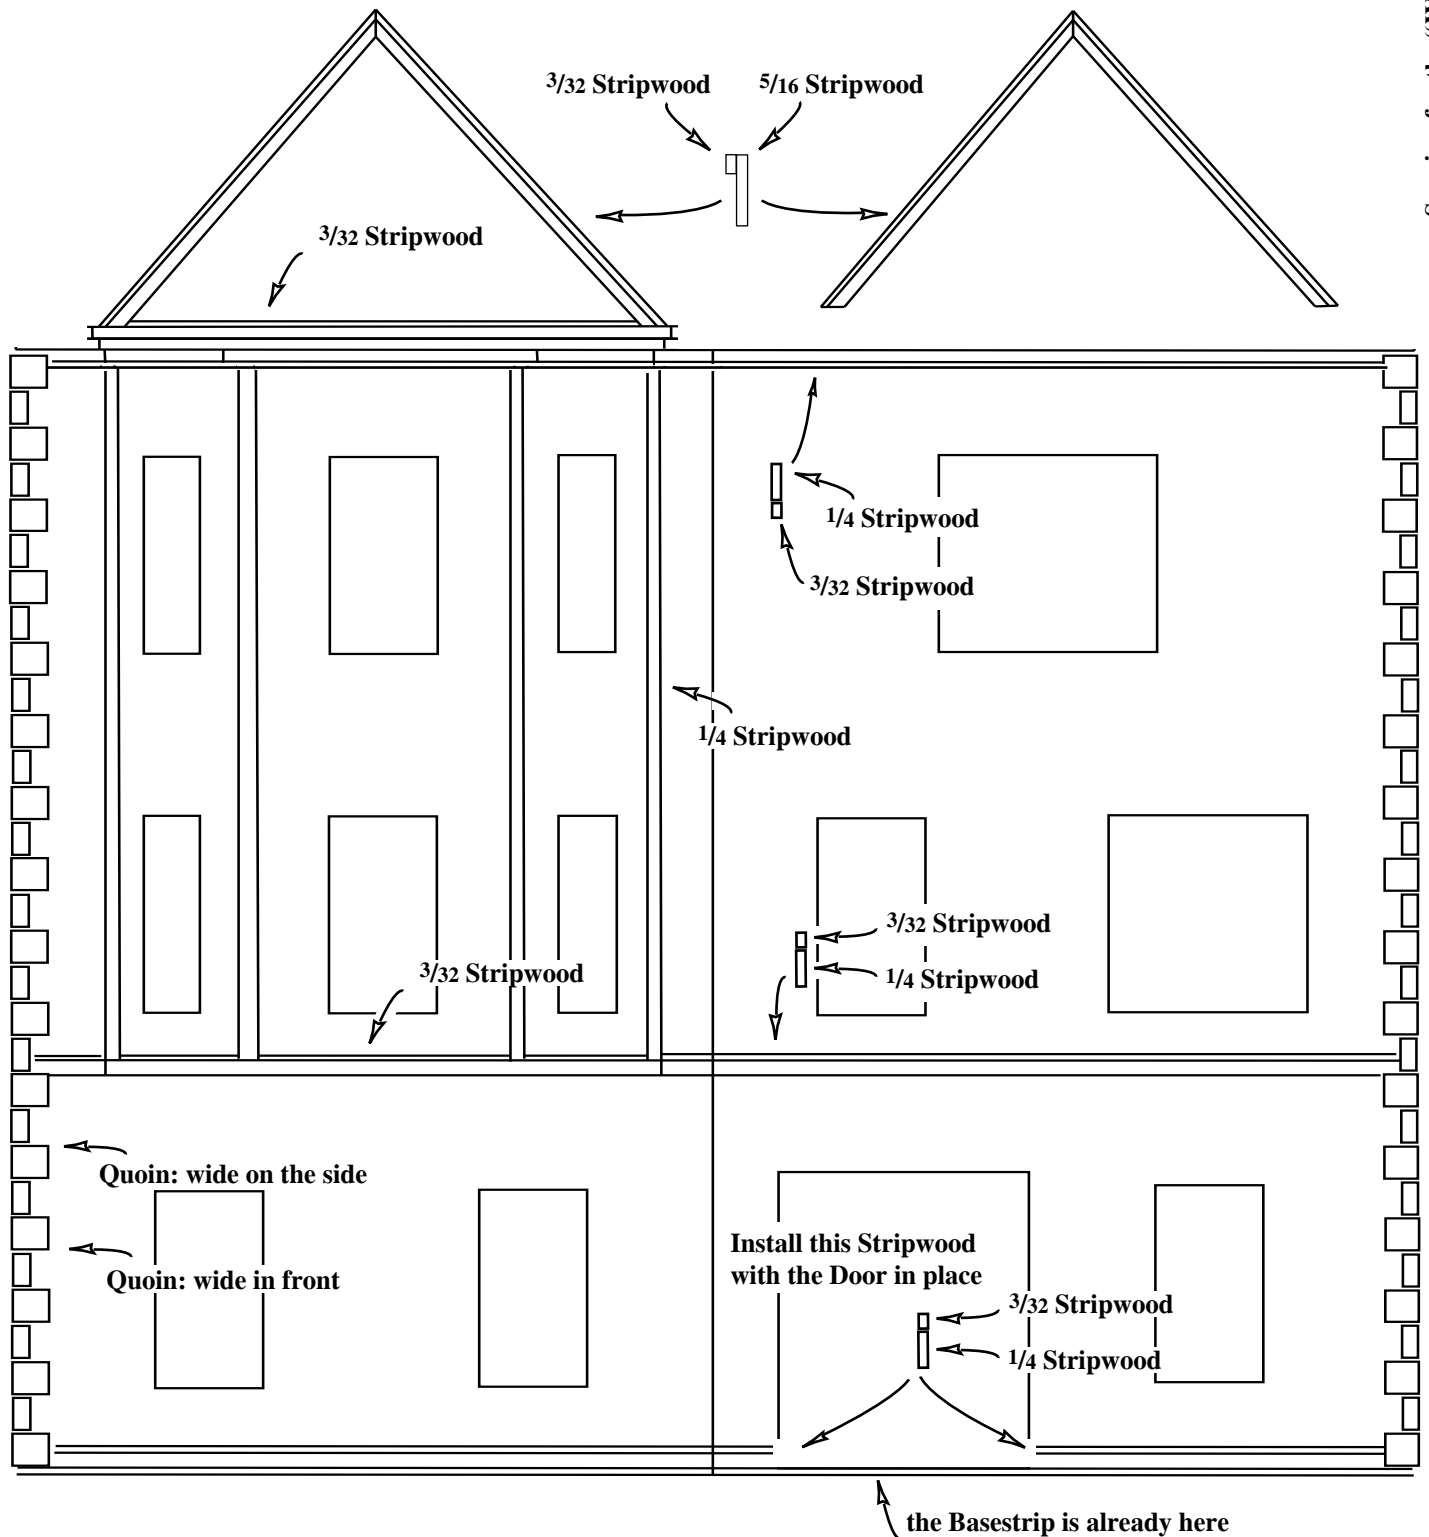 3/32 Stripwood
5/16 Stripwood
3/32 Stripwood
1/4 Stripwood
3/32 Stripwood
1/4 Stripwood
3/32 Stripwood
1/4 Stripwood
3/32 Stripwood
Quoin: wide on the side
Quoin: wide in front
Install this Stripwood
with the Door in place
3/32 Stripwood
1/4 Stripwood
the Basestrip is already here